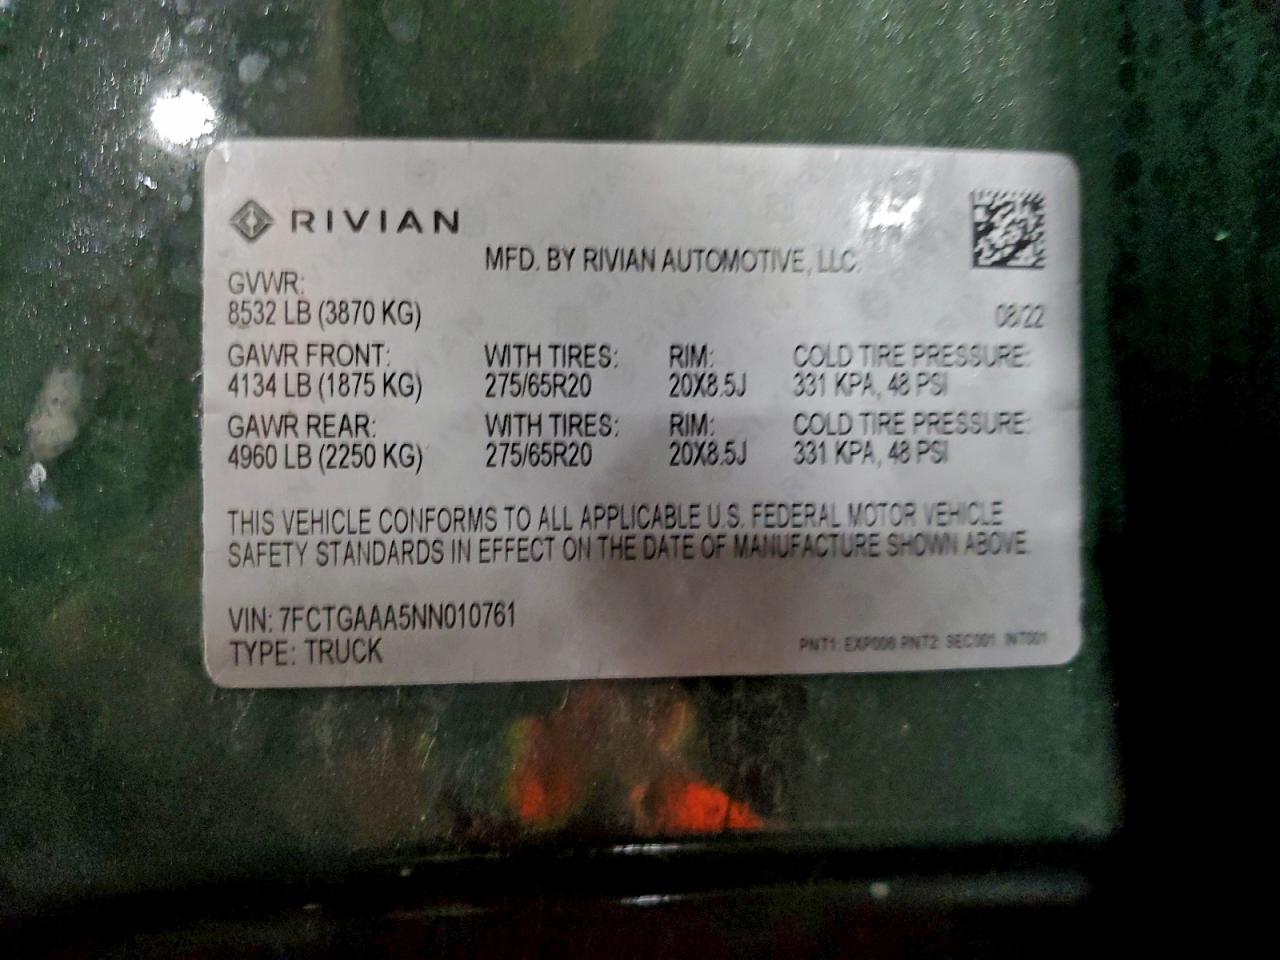 RIVIAN
MFD. BY RIVIAN AUTOMOTIVE, LLC.
GVWR:
8532 LB (3870 KG)
08/22
GAWR FRONT: WITH TIRES: RIM: COLD TIRE PRESSURE:
4134 LB (1875 KG) 275/65R20 20X8.5J 331 KPA, 48 PSI
GAWR REAR: WITH TIRES: RIM: COLD TIRE PRESSURE:
4960 LB (2250 KG) 275/65R20 20X8.5J 331 KPA, 48 PSI
THIS VEHICLE CONFORMS TO ALL APPLICABLE U.S. FEDERAL MOTOR VEHICLE
SAFETY STANDARDS IN EFFECT ON THE DATE OF MANUFACTURE SHOWN ABOVE.
VIN: 7FCTGAAA5NN010761
TYPE: TRUCK
PNT1: EXP006 PNT2: SEC001 INT001